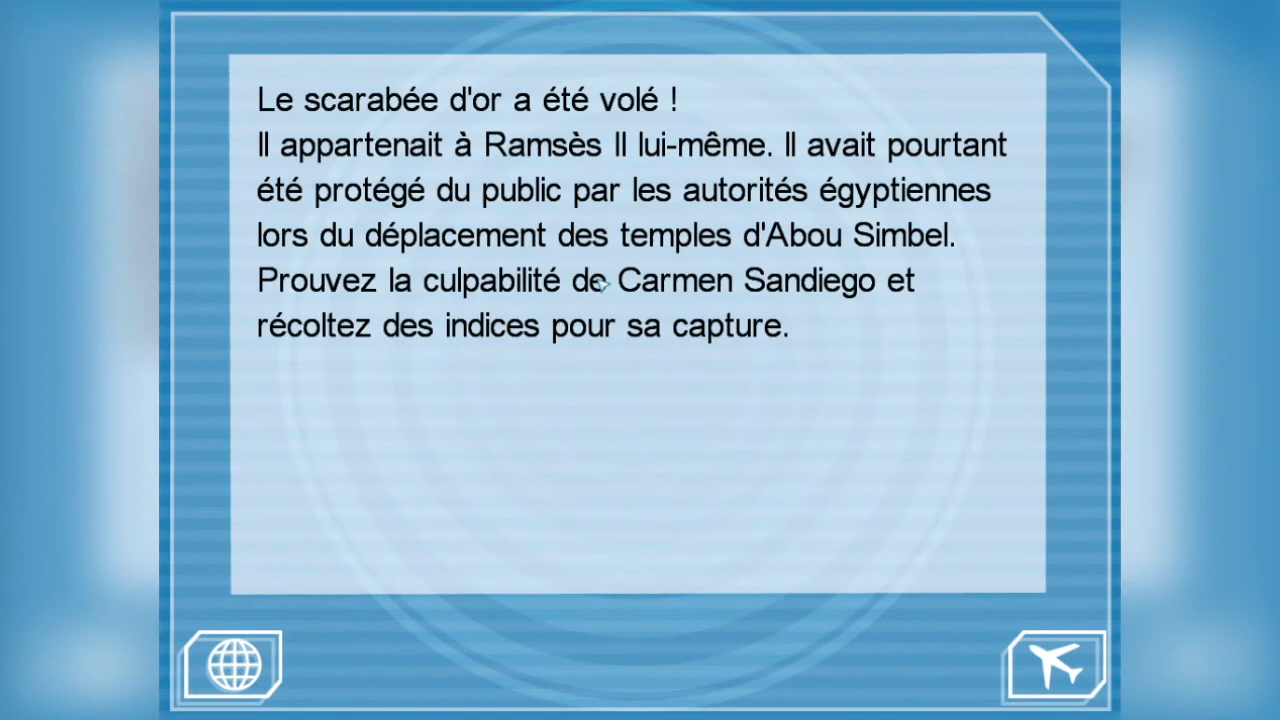 Le scarabée d'or a été volé !
Il appartenait à Ramsès II lui-même. Il avait pourtant
été protégé du public par les autorités égyptiennes
lors du déplacement des temples d'Abou Simbel.
Prouvez la culpabilité de Carmen Sandiego et
récoltez des indices pour sa capture.